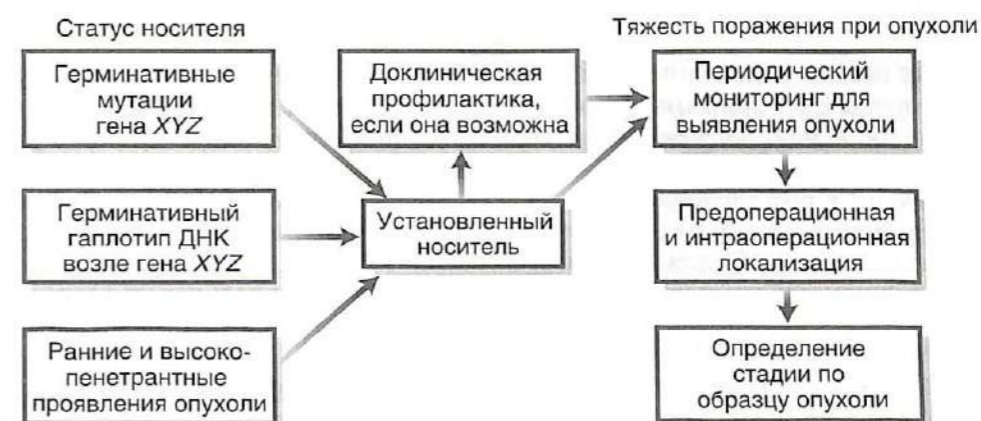 Статус носителя
Герминативные
мутации
гена XYZ
Герминативный
гаплотип ДНК
возле гена XYZ
Ранние и высоко-
пенетрантные
проявления опухоли
Доклиническая
профилактика,
если она возможна
Установленный
носитель
Тяжесть поражения при опухоли
Периодический
мониторинг для
выявления опухоли
Предоперационная
и интраоперационная
локализация
Определение
стадии по
образцу опухоли